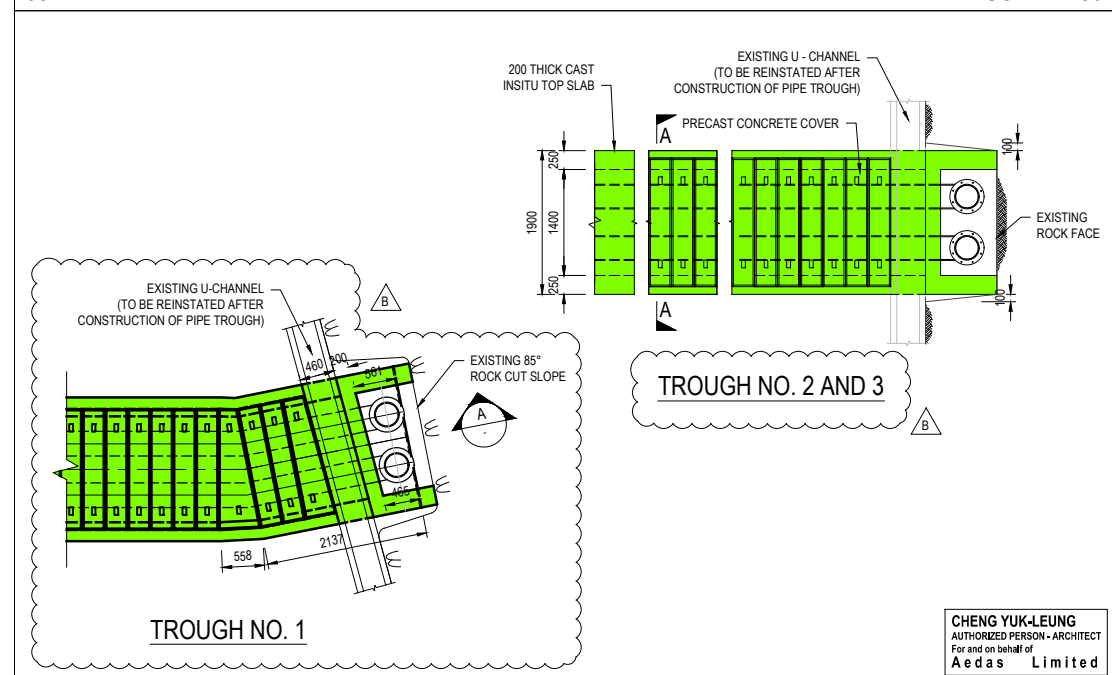 200 THICK CAST
INSITU TOP SLAB
EXISTING U - CHANNEL
(TO BE REINSTATED AFTER
CONSTRUCTION OF PIPE TROUGH)
A
PRECAST CONCRETE COVER
100
250
1900
1400
250
EXISTING
ROCK FACE
100
A
TROUGH NO. 2 AND 3
B
EXISTING U-CHANNEL
(TO BE REINSTATED AFTER
CONSTRUCTION OF PIPE TROUGH)
B
460
200
561
EXISTING 85°
ROCK CUT SLOPE
A
-
465
2137
558
TROUGH NO. 1
CHENG YUK-LEUNG
AUTHORIZED PERSON - ARCHITECT
For and on behalf of
Aedas Limited